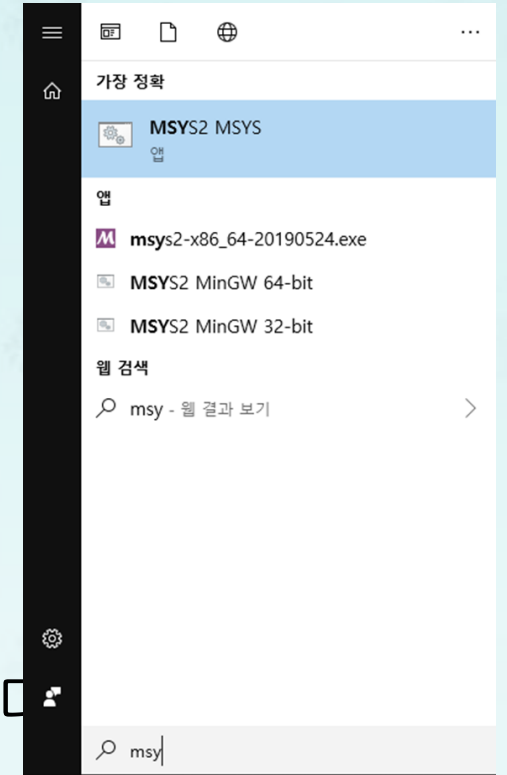 가장 정확
MSYS2 MSYS
앱
앱
msys2-x86_64-20190524.exe
MSYS2 MinGW 64-bit
MSYS2 MinGW 32-bit
웹 검색
msy - 웹 결과 보기
msy